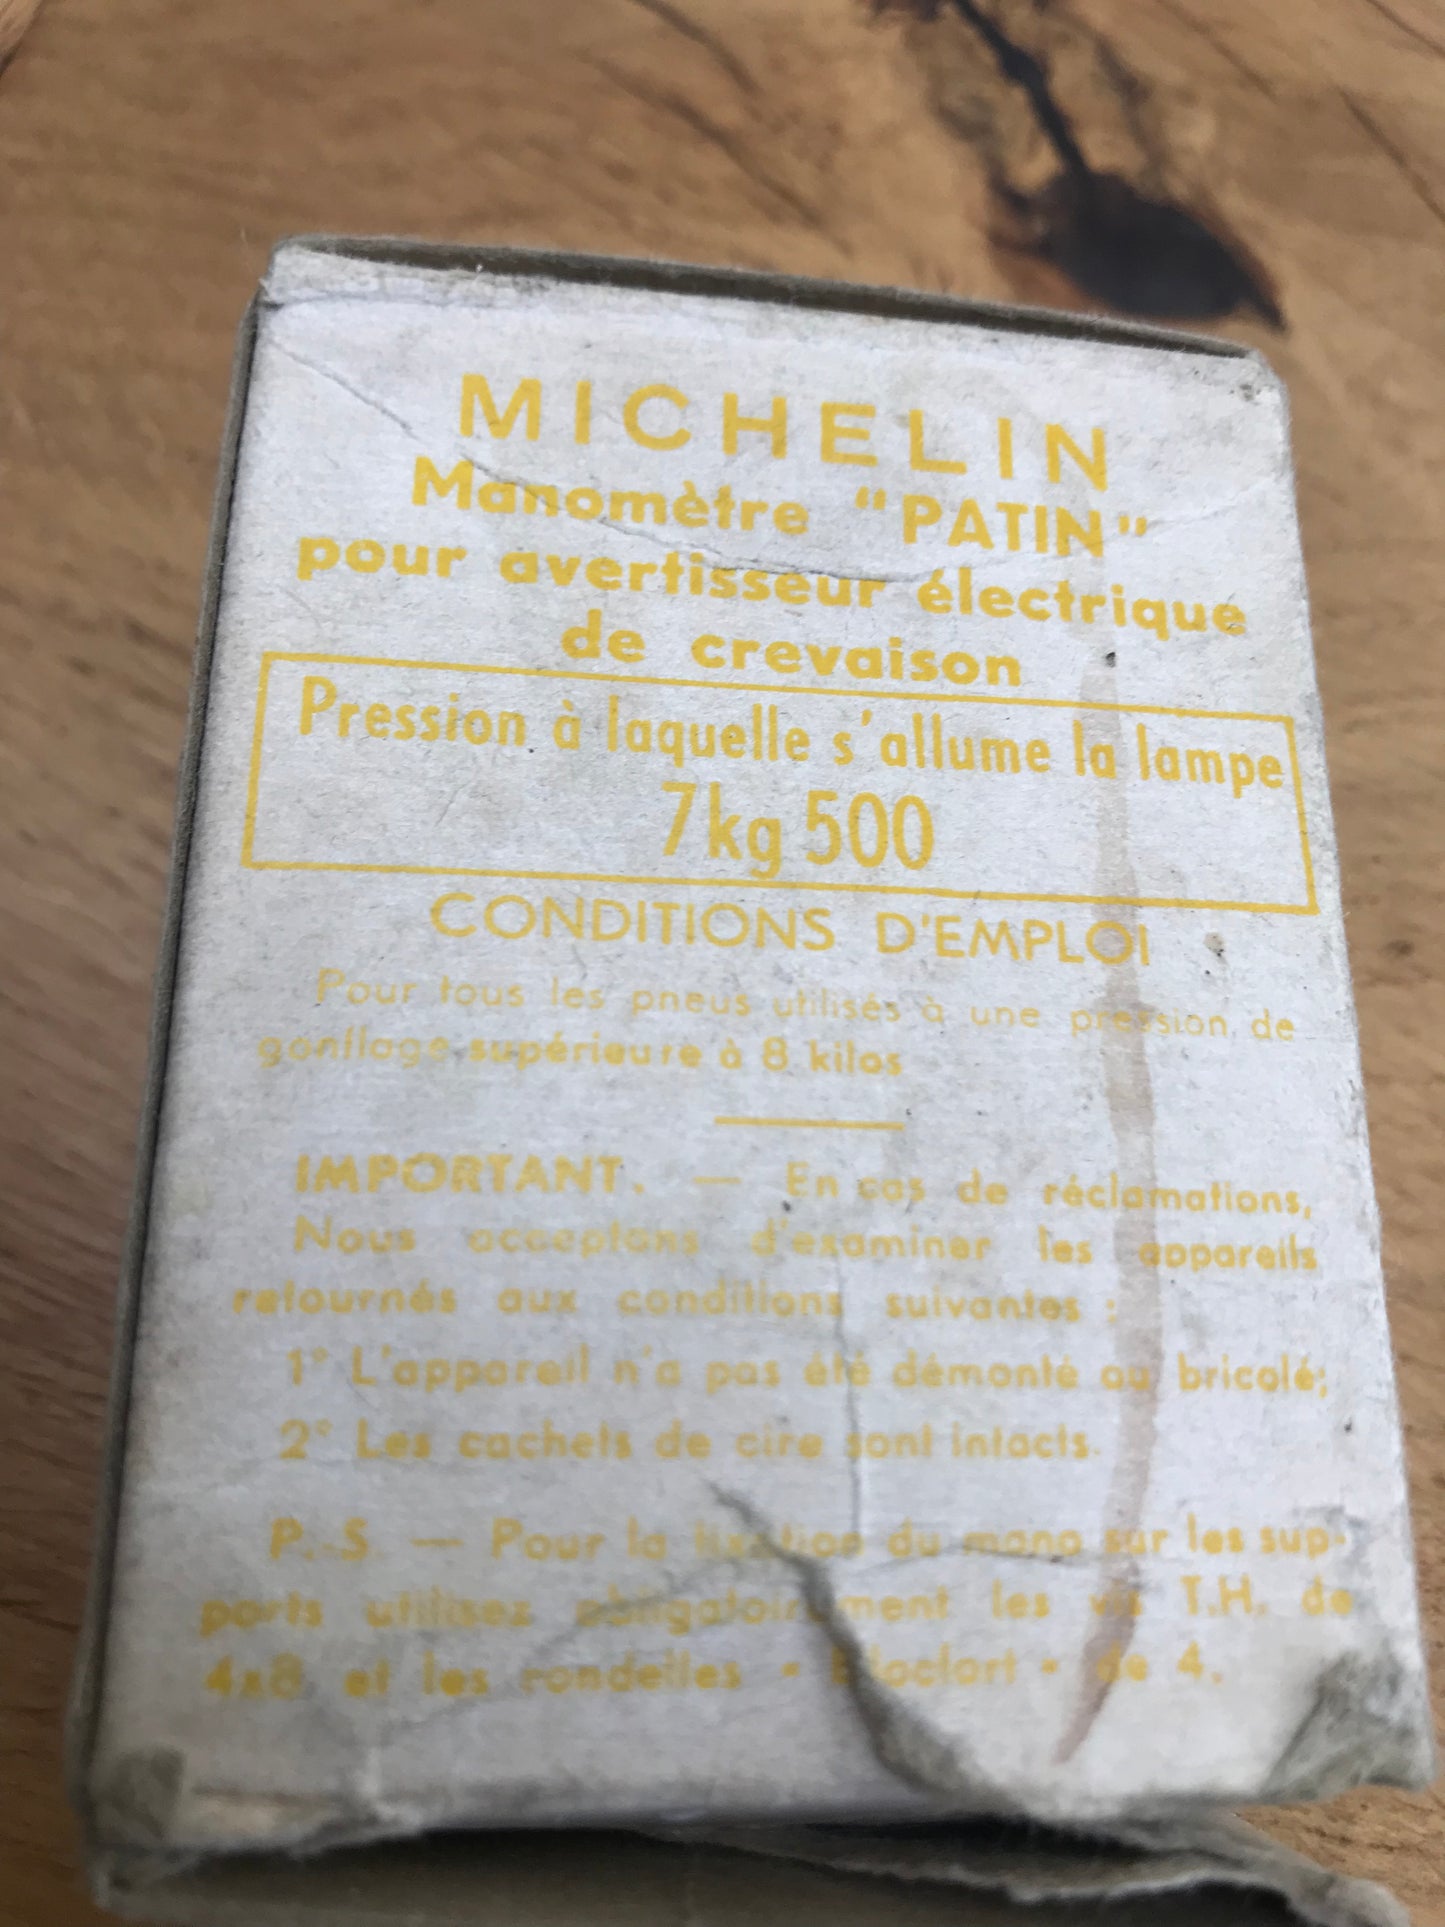 MICHELIN
Manomètre "PATIN"
pour avertisseur électrique
de crevaison
Pression à laquelle s'allume la lampe
7kg 500
CONDITIONS D'EMPLOI
Pour tous les pneus utilisés à une pression de
gonflage supérieure à 8 kilos
IMPORTANT. — En cas de réclamations,
Nous acceptons d'examiner les appareils
retournés aux conditions suivantes :
1° L'appareil n'a pas été démonté ou bricolé;
2° Les cachets de cire sont intacts.
P.-S. — Pour la fixation du mano sur les sup-
ports utilisez obligatoirement les vis T.H. de
4x8 et les rondelles • Blocfort • de 4.